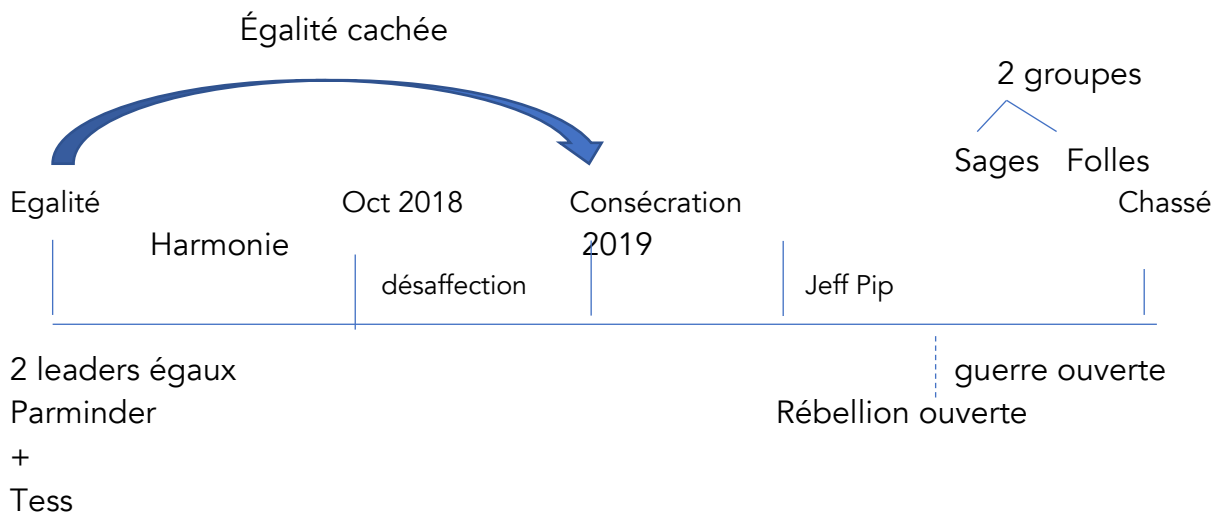 Égalité cachée
2 groupes
Sages Folles
Egalité Oct 2018 Consécration Chassé
Harmonie 2019
désaffection Jeff Pip
2 leaders égaux guerre ouverte
Parminder Rébellion ouverte
+
Tess